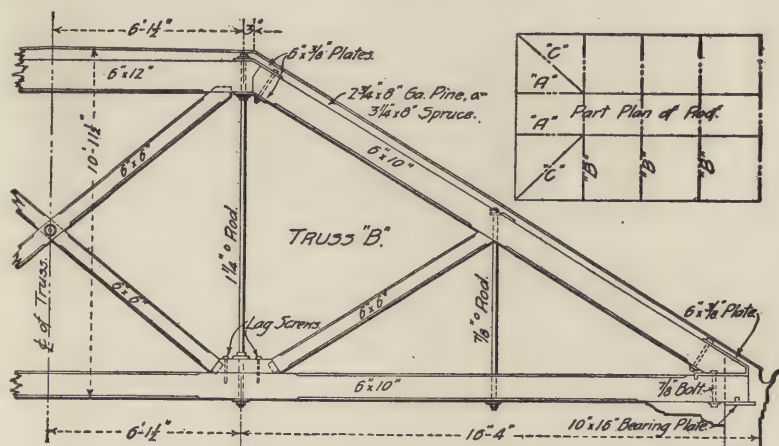 6'-1½"
3"
6"x⅜" Plates.
6"x12"
2¾"x8" Ga. Pine, or
3¼"x8" Spruce.
"C"
"A"
Part Plan of Roof.
"A"
"C"
"B"
"B"
"B"
10'-11½"
6"x6"
6"x10"
TRUSS "B".
1¼"⌀ Rod.
₵ of Truss.
6"x6"
6"x6"
⅞"⌀ Rod.
Lag Screws
6"x⅜" Plate
6"x10"
⅞" Bolt.
10"x16" Bearing Plate
6'-1½"
16'-4"